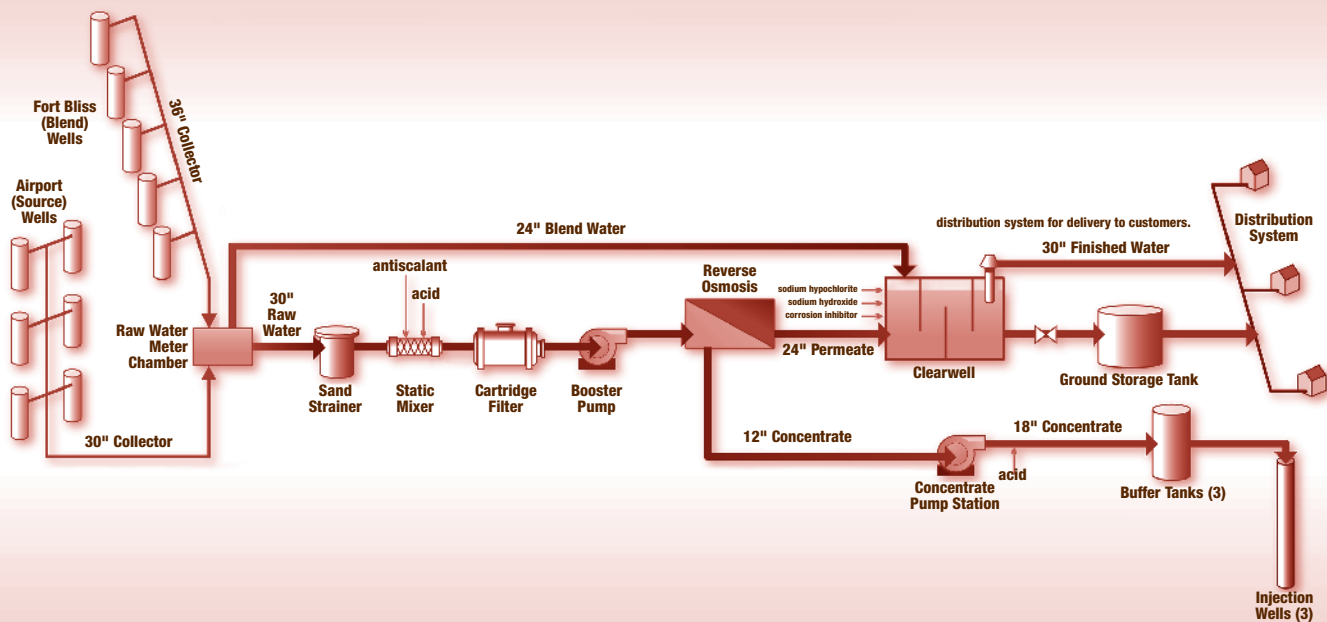 Fort Bliss
(Blend)
Wells
36" Collector
Airport
(Source)
Wells
30" Collector
Raw Water
Meter
Chamber
24" Blend Water
30"
Raw
Water
Sand
Strainer
antiscalant
acid
Static
Mixer
Cartridge
Filter
Booster
Pump
Reverse
Osmosis
24" Permeate
sodium hypochlorite
sodium hydroxide
corrosion inhibitor
Clearwell
distribution system for delivery to customers.
30" Finished Water
Distribution
System
Ground Storage Tank
12" Concentrate
Concentrate
Pump Station
18" Concentrate
acid
Buffer Tanks (3)
Injection
Wells (3)